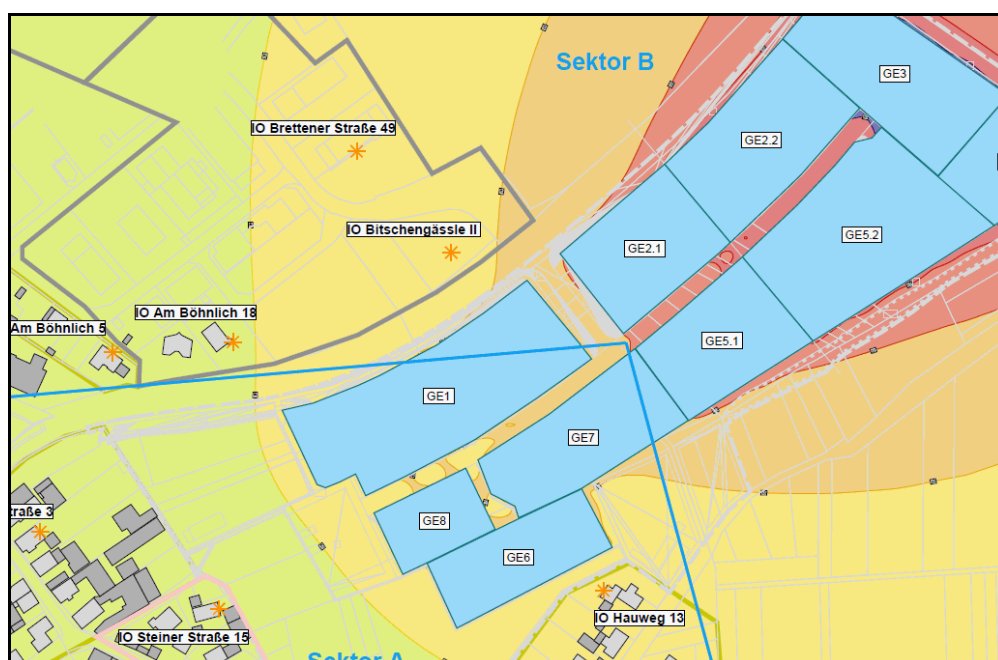 Sektor B
GE3
IO Brettener Straße 49
GE2.2
IO Bitschengässle II
GE2.1
GE5.2
IO Am Böhnlich 18
Am Böhnlich 5
GE5.1
GE1
GE7
raße 3
GE8
GE6
IO Hauweg 13
IO Steiner Straße 15
Sektor A